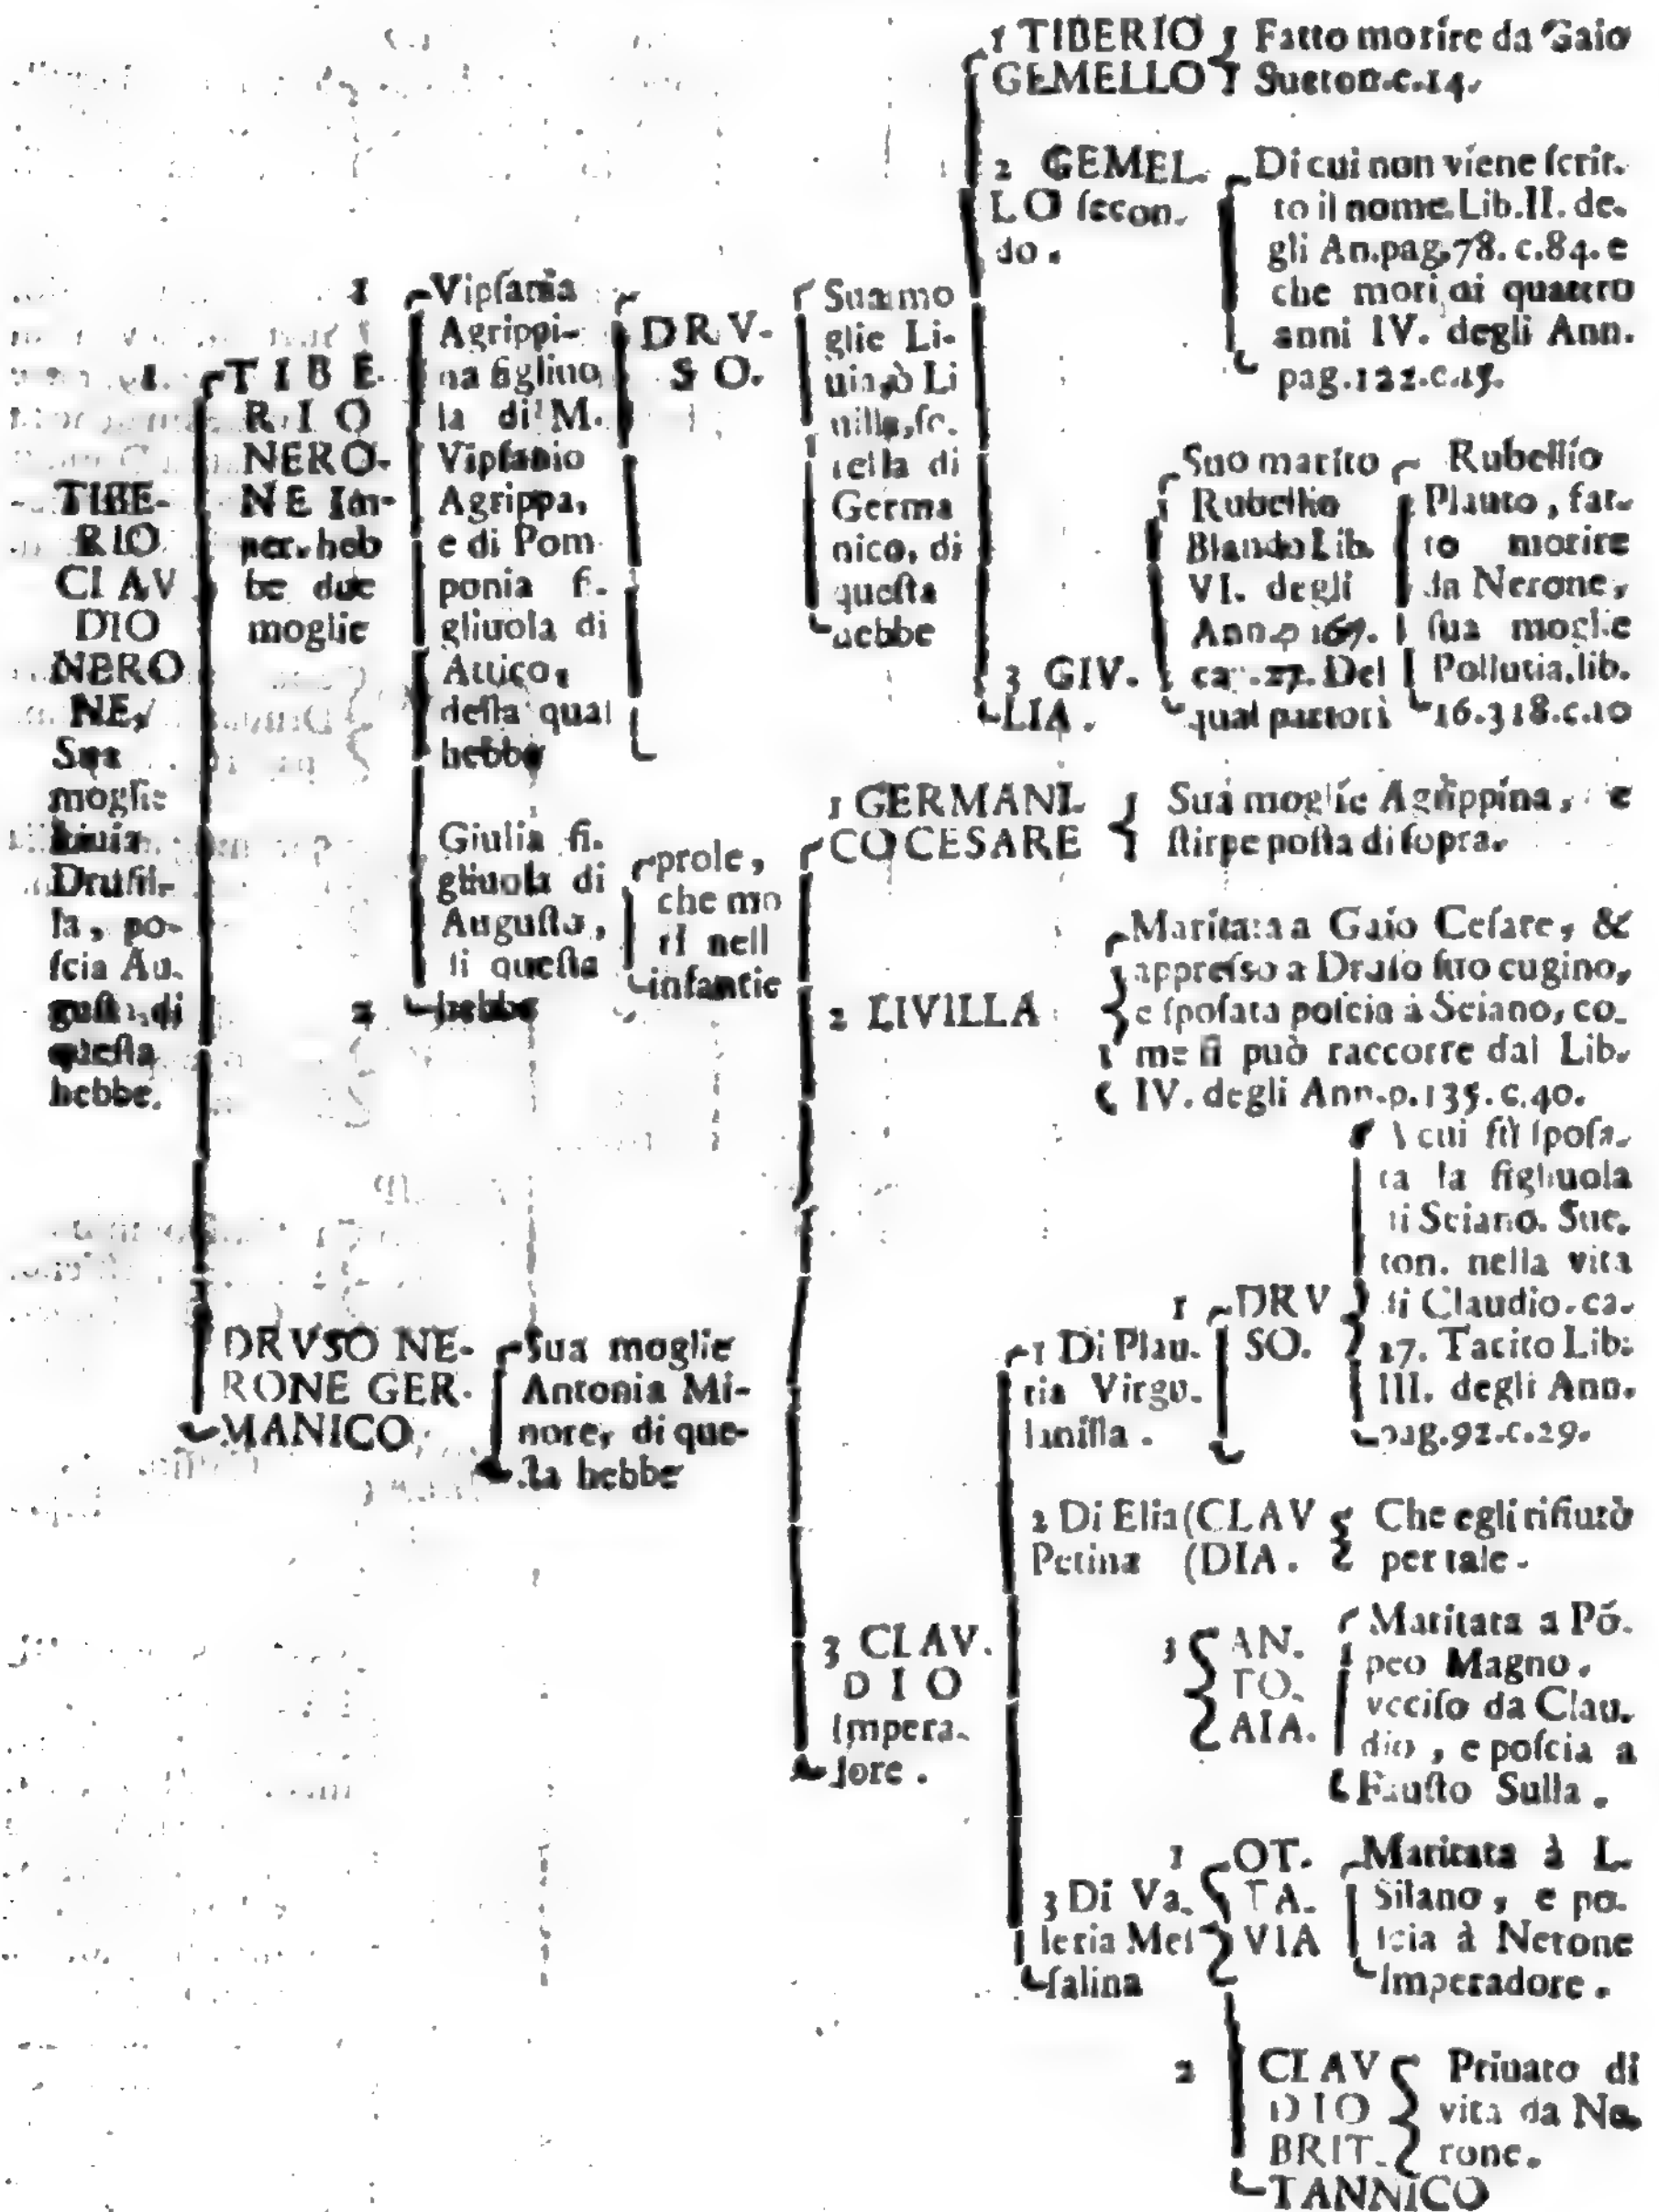 TIBE-
RIO
CLAV
DIO
NERO
NE,
Sua
moglie
Liuia
Drusil-
la, po-
ſcia Au.
guſta, di
queſta
hebbe.
1
TIBE-
RIO
NERO-
NE Im-
per. heb
be due
moglie
1
Vipſania
Agrippi-
na figliuo
la di M.
Vipſanio
Agrippa,
e di Pom
ponia fi-
gliuola di
Attico,
della qual
hebbe
DRV-
SO.
Sua mo
glie Li-
uia, ò Li
uilla, ſo-
rella di
Germa
nico, di
queſta
hebbe
1 TIBERIO
GEMELLO
Fatto morire da Gaio
Sueton.c.14.
2 GEMEL-
LO ſecon-
do.
Di cui non viene ſcrit-
to il nome. Lib.II. de-
gli An.pag.78. c.84. e
che morì di quattro
anni IV. degli Ann.
pag.122.c.15.
3 GIV-
LIA.
Suo marito
Rubellio
Blando Lib.
VI. degli
Ann.p 167.
ca .27. Del
qual partorì
Rubellio
Plauto, fat-
to morire
da Nerone,
ſua moglie
Pollutia, lib.
16.318.c.10
2
Giulia fi-
gliuola di
Auguſto,
di queſta
hebbe
prole,
che mo
rì nell
infantie
DRVSO NE-
RONE GER-
MANICO
Sua moglie
Antonia Mi-
nore, di que-
ſta hebbe
1 GERMANI-
CO CESARE
Sua moglie Agrippina, e
ſtirpe poſta di ſopra.
2 LIVILLA
Maritata a Gaio Ceſare, &
appreſso a Druſo ſuo cugino,
e ſpoſata poſcia à Seiano, co-
me ſi può raccorre dal Lib.
IV. degli Ann.p.135.c.40.
3 CLAV-
DIO
Impera-
dore.
1 Di Plau-
tia Virgu-
lanilla.
1 DRV
SO.
A cui fù ſpoſa-
ta la figliuola
di Seiano. Sue-
ton. nella vita
di Claudio. ca.
27. Tacito Lib:
III. degli Ann.
pag.92.c.29.
2 Di Elia
Petina
(CLAV
(DIA.
Che egli rifiutò
per tale.
3 AN-
TO-
AIA.
Maritata a Pó-
peo Magno,
vcciſo da Clau-
dio, e poſcia a
Fauſto Sulla.
3 Di Va-
leria Meſ
ſalina
1 OT-
TA-
VIA
Maritata à L.
Silano, e po-
ſcia à Nerone
Imperadore.
2 CLAV
DIO
BRIT-
TANNICO
Priuato di
vita da Ne-
rone.